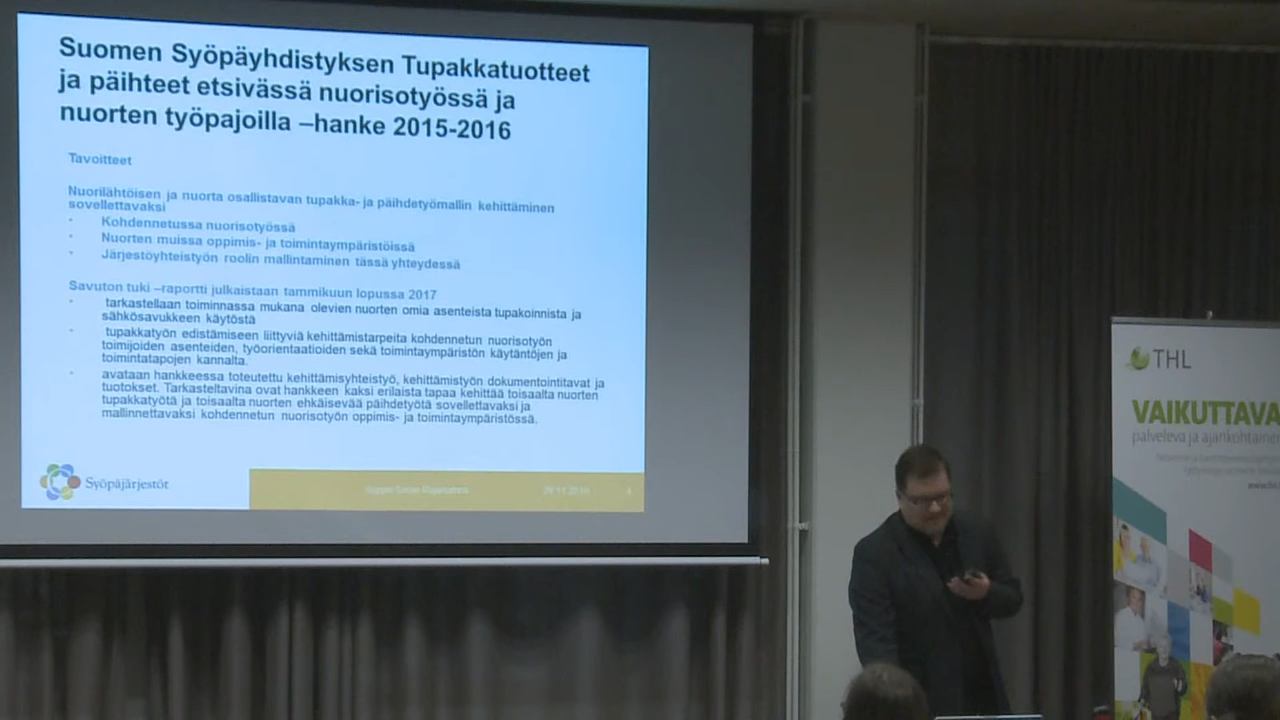 Suomen Syöpäyhdistyksen Tupakkatuotteet
ja päihteet etsivässä nuorisotyössä ja
nuorten työpajoilla –hanke 2015-2016
Tavoitteet
Nuorilähtöisen ja nuorta osallistavan tupakka- ja päihdetyömallin kehittäminen
sovellettavaksi
Kohdennetussa nuorisotyössä
Nuorten muissa oppimis- ja toimintaympäristöissä
Järjestöyhteistyön roolin mallintaminen tässä yhteydessä
Savuton tuki –raportti julkaistaan tammikuun lopussa 2017
tarkastellaan toiminnassa mukana olevien nuorten omia asenteista tupakoinnista ja
sähkösavukkeen käytöstä
tupakkatyön edistämiseen liittyviä kehittämistarpeita kohdennetun nuorisotyön
toimijoiden asenteiden, työorientaatioiden sekä toimintaympäristön käytäntöjen ja
toimintatapojen kannalta.
avataan hankkeessa toteutettu kehittämisyhteistyö, kehittämistyön dokumentointitavat ja
tuotokset. Tarkasteltavina ovat hankkeen kaksi erilaista tapaa kehittää toisaalta nuorten
tupakkatyötä ja toisaalta nuorten ehkäisevää päihdetyötä sovellettavaksi ja
mallinnettavaksi kohdennetun nuorisotyön oppimis- ja toimintaympäristössä.
Syöpäjärjestöt
THL
VAIKUTTAVA
palveleva ja ajankohtainen